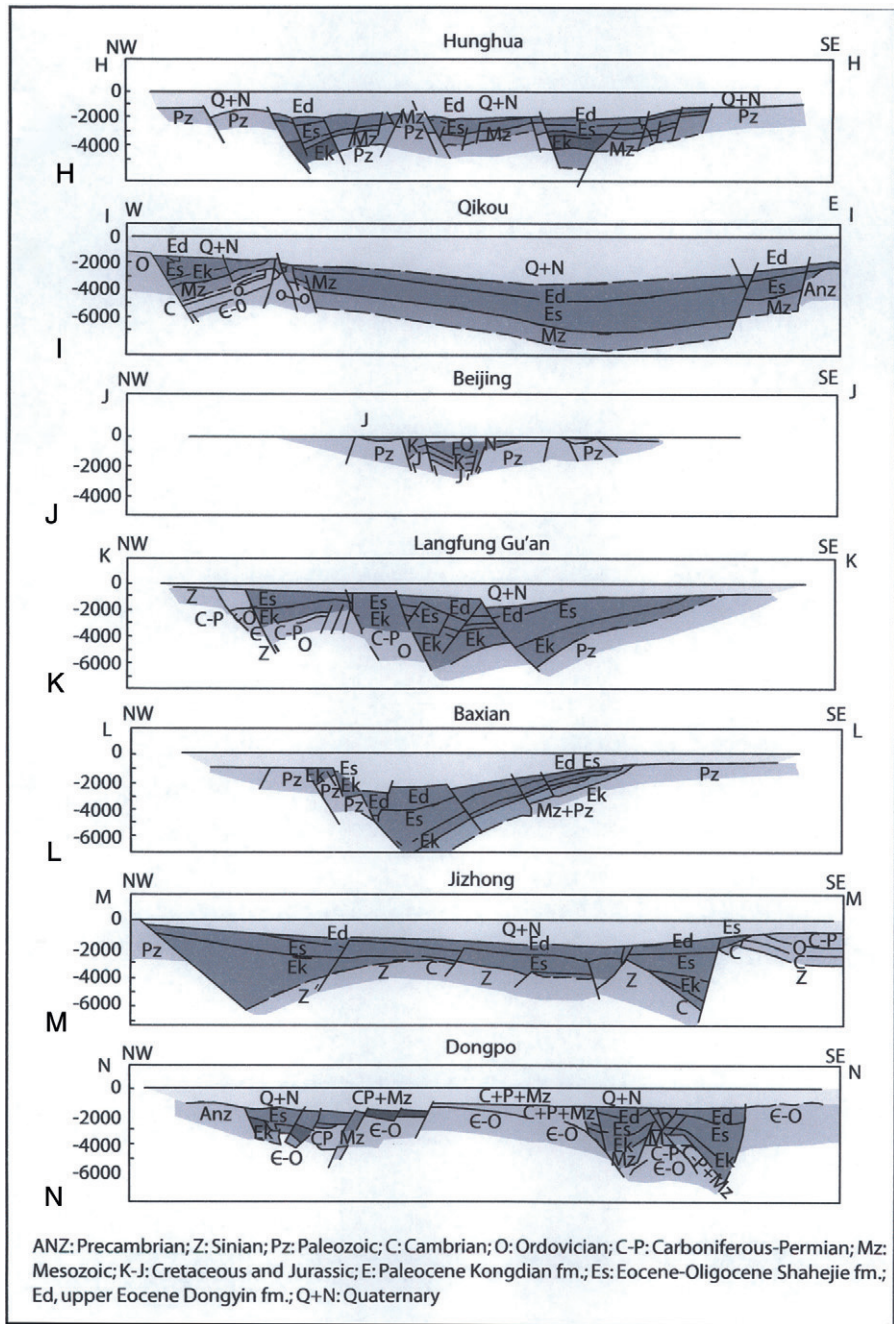 Hunghua
NW
SE
H
H
0
-2000
-4000
Q+N
Ed
Mz
Ed
Q+N
Ed
Q+N
Pz
Pz
Es
Mz
Pz
Es
Mz
Es
Pz
Ek
Pz
Ek
Mz
H
Qikou
I
W
E
I
0
-2000
-4000
-6000
Ed
Q+N
Q+N
Ed
O
Es
Ek
Mz
Ed
Es
Anz
Mz
O
O
O
Es
Mz
C
Є-O
Mz
I
Beijing
NW
SE
J
J
0
-2000
-4000
J
K
Q
N
Pz
E
Pz
Pz
J
K
J
J
Langfung Gu'an
NW
SE
K
K
0
-2000
-4000
-6000
Q+N
Z
Es
Es
Es
Ed
Ed
Es
C-P
O
Ek
Ek
Є
C-P
C-P
Ek
Ek
Pz
Z
O
O
K
Baxian
NW
SE
L
L
0
-2000
-4000
-6000
Es
Ed Es
Pz
Ek
Ek
Pz
Pz
Pz
Ed
Ed
Ek
Es
Mz+Pz
Ek
L
Jizhong
NW
SE
M
M
0
-2000
-4000
-6000
Ed
Q+N
Es
Pz
Es
Ed
Ed
C
O
C-P
Ek
C
Es
Es
C
Z
Z
Z
Z
Z
Ek
C
M
Dongpo
NW
SE
N
N
0
-2000
-4000
-6000
Q+N
CP+Mz
C+P+Mz
Q+N
Anz
Es
Є-O
C+P+Mz
Ed
Ed
Є-O
Ek
CP
Mz
Є-O
Є-O
Es
Es
Є-O
Ek
M
Ek
Mz
C-P
C-P+Mz
Є-O
N
ANZ: Precambrian; Z: Sinian; Pz: Paleozoic; C: Cambrian; O: Ordovician; C-P: Carboniferous-Permian; Mz:
Mesozoic; K-J: Cretaceous and Jurassic; E: Paleocene Kongdian fm.; Es: Eocene-Oligocene Shahejie fm.;
Ed, upper Eocene Dongyin fm.; Q+N: Quaternary